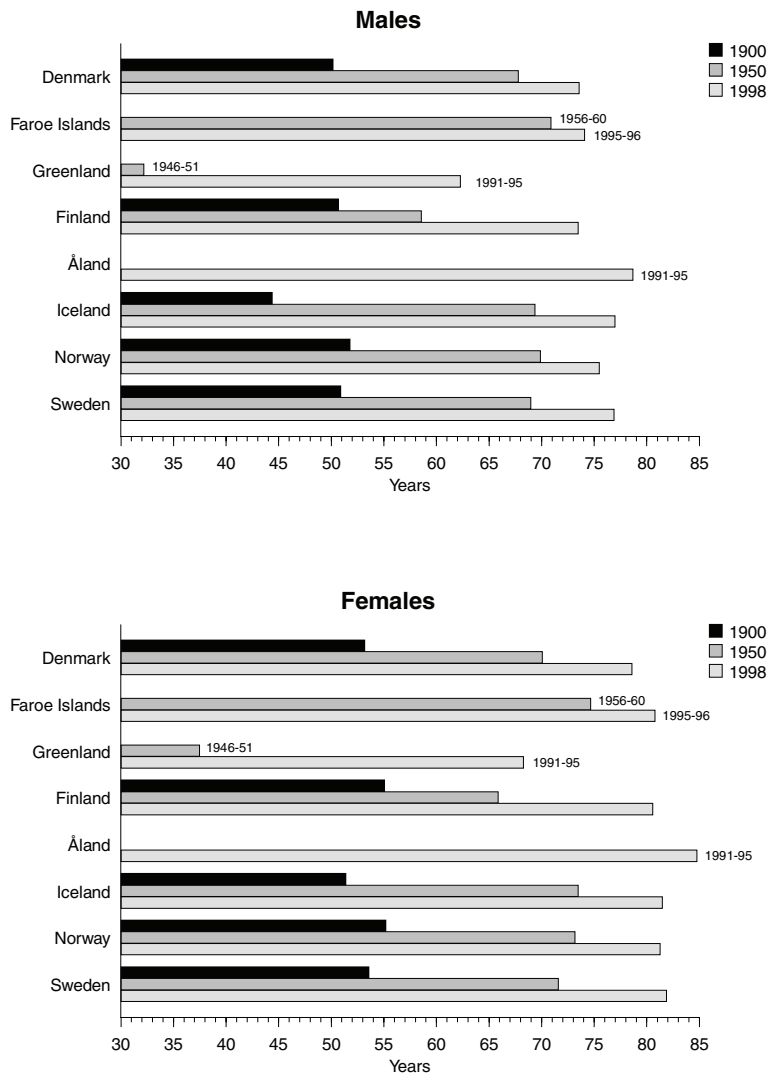 Males
1900
1950
1998
Denmark
Faroe Islands
1956-60
1995-96
Greenland
1946-51
1991-95
Finland
Åland
1991-95
Iceland
Norway
Sweden
30 35 40 45 50 55 60 65 70 75 80 85
Years
Females
1900
1950
1998
Denmark
Faroe Islands
1956-60
1995-96
Greenland
1946-51
1991-95
Finland
Åland
1991-95
Iceland
Norway
Sweden
30 35 40 45 50 55 60 65 70 75 80 85
Years